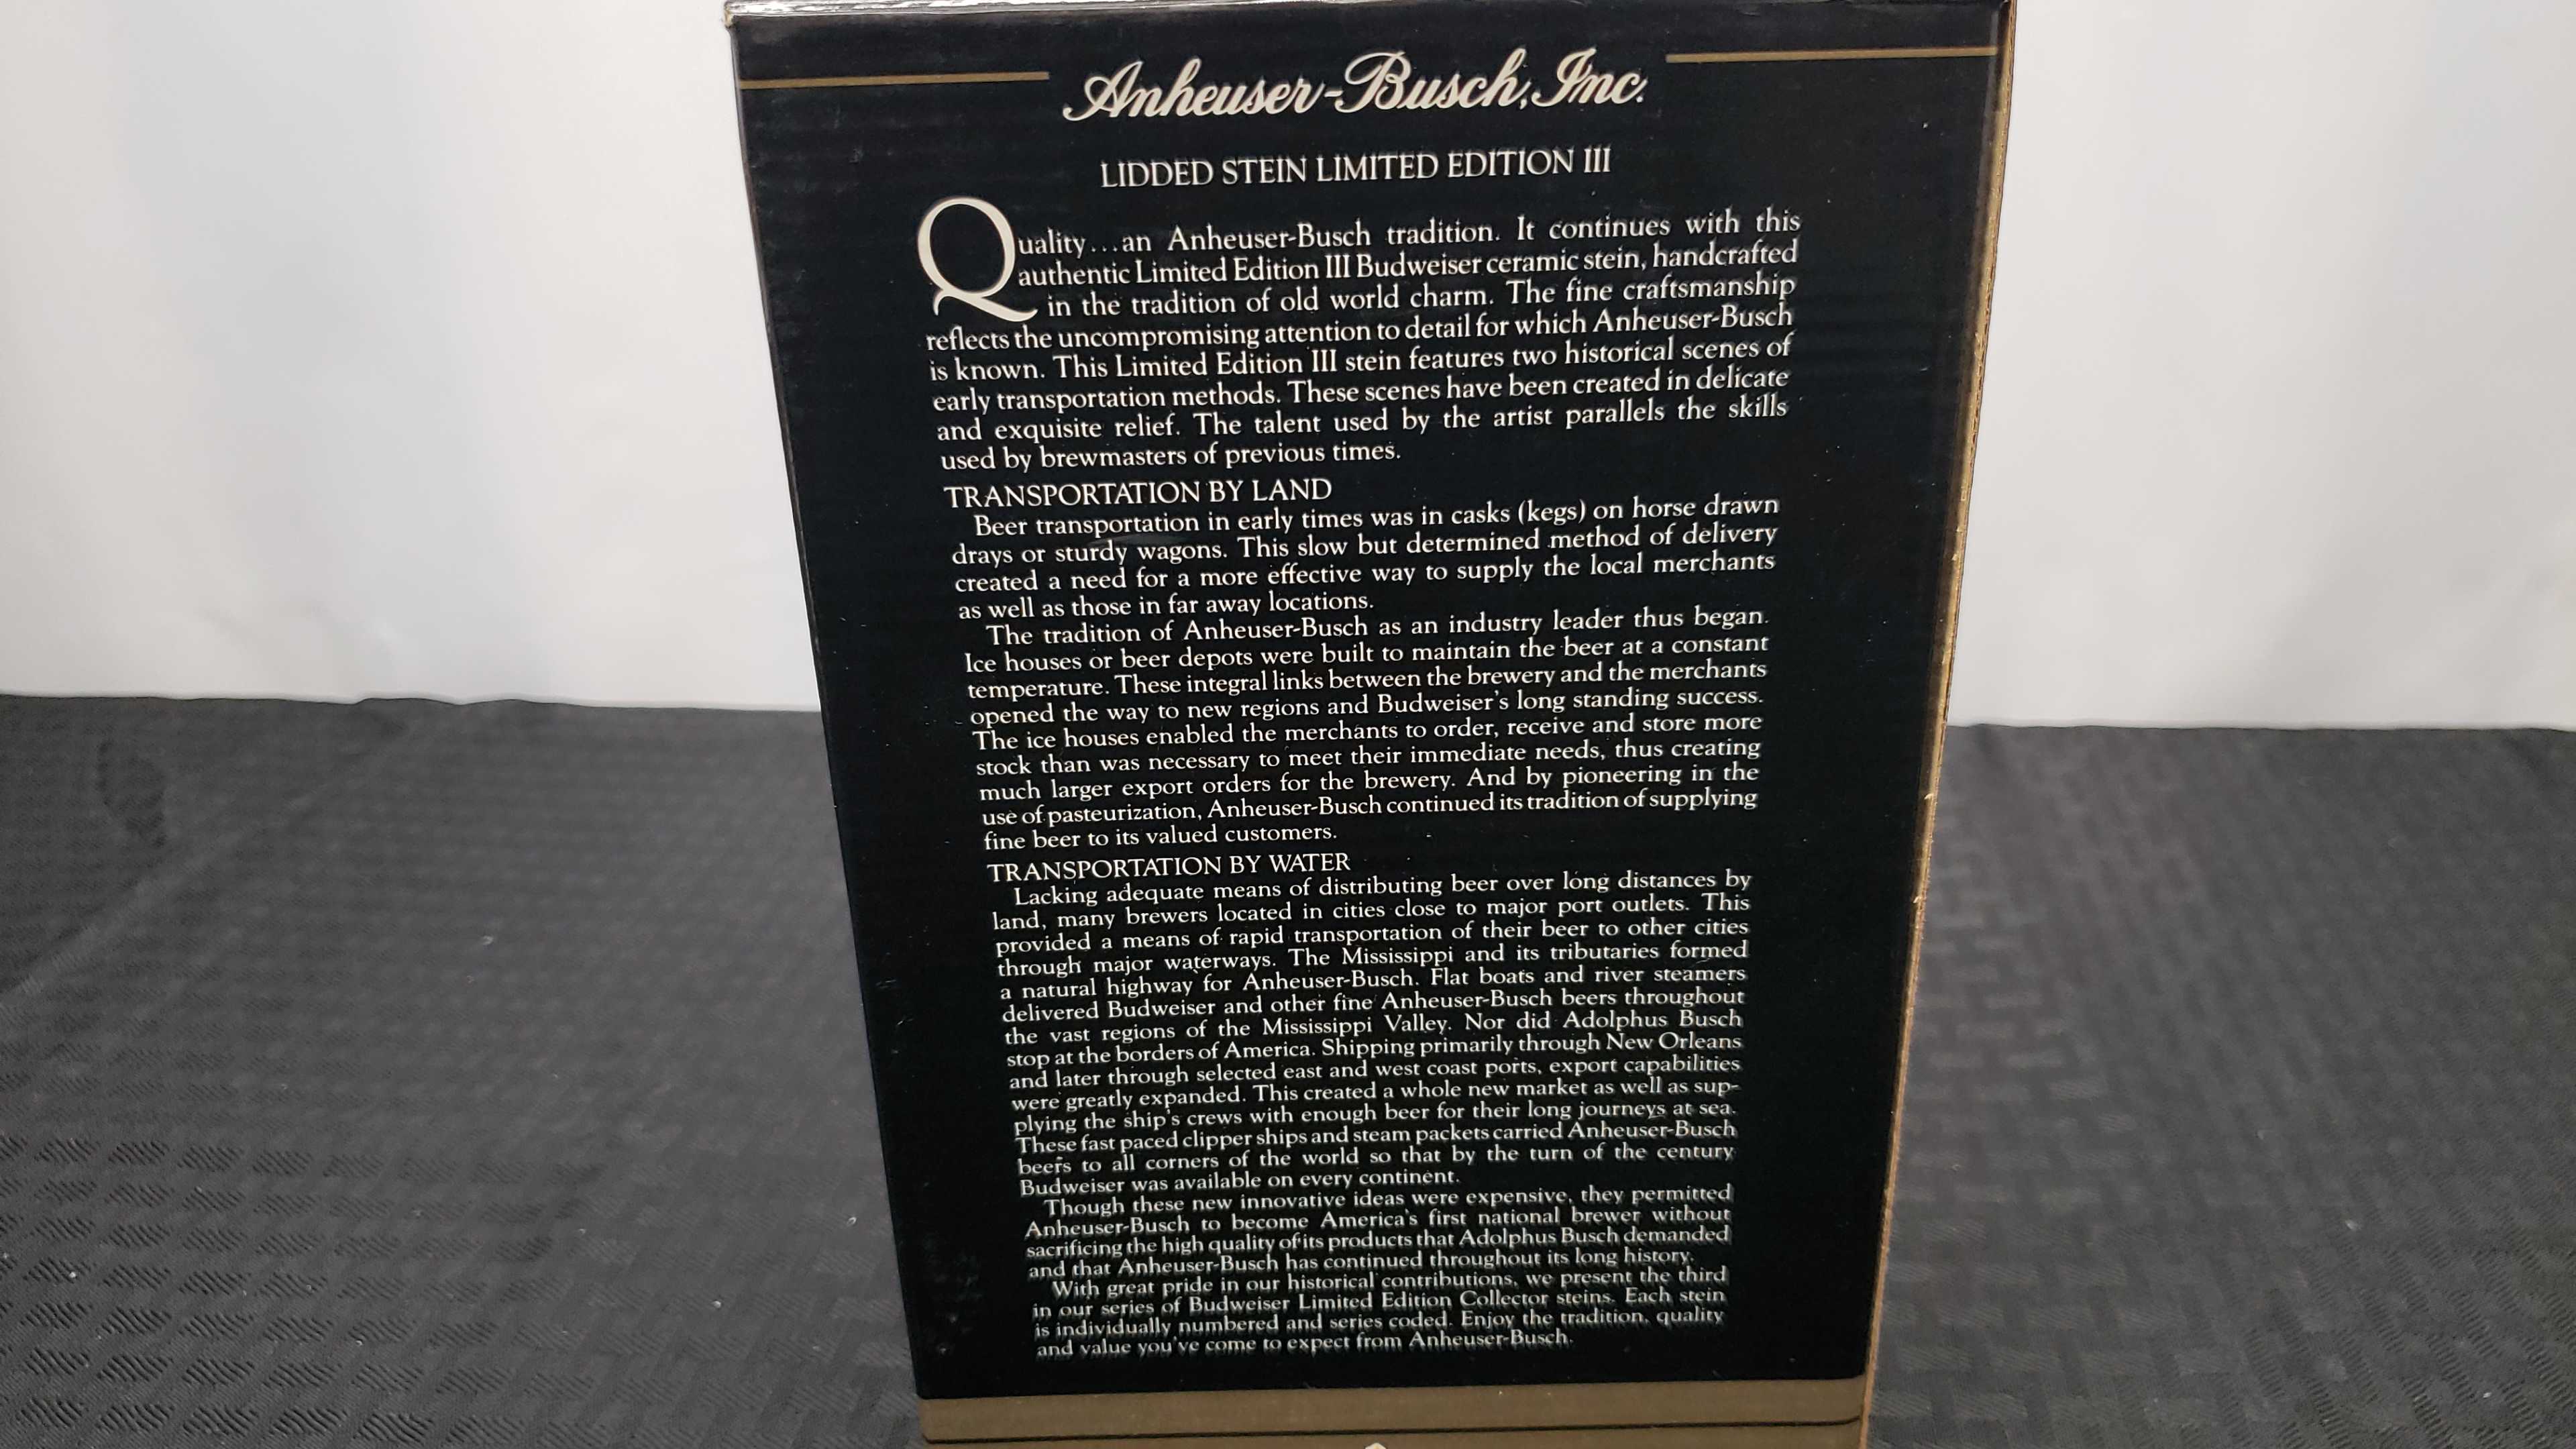 Anheuser-Busch, Inc.
LIDDED STEIN LIMITED EDITION III
Quality...an Anheuser-Busch tradition. It continues with this
authentic Limited Edition III Budweiser ceramic stein, handcrafted
in the tradition of old world charm. The fine craftsmanship
reflects the uncompromising attention to detail for which Anheuser-Busch
is known. This Limited Edition III stein features two historical scenes of
early transportation methods. These scenes have been created in delicate
and exquisite relief. The talent used by the artist parallels the skills
used by brewmasters of previous times.
TRANSPORTATION BY LAND
Beer transportation in early times was in casks (kegs) on horse drawn
drays or sturdy wagons. This slow but determined method of delivery
created a need for a more effective way to supply the local merchants
as well as those in far away locations.
The tradition of Anheuser-Busch as an industry leader thus began.
Ice houses or beer depots were built to maintain the beer at a constant
temperature. These integral links between the brewery and the merchants
opened the way to new regions and Budweiser's long standing success.
The ice houses enabled the merchants to order, receive and store more
stock than was necessary to meet their immediate needs, thus creating
much larger export orders for the brewery. And by pioneering in the
use of pasteurization, Anheuser-Busch continued its tradition of supplying
fine beer to its valued customers.
TRANSPORTATION BY WATER
Lacking adequate means of distributing beer over long distances by
land, many brewers located in cities close to major port outlets. This
provided a means of rapid transportation of their beer to other cities
through major waterways. The Mississippi and its tributaries formed
a natural highway for Anheuser-Busch. Flat boats and river steamers
delivered Budweiser and other fine Anheuser-Busch beers throughout
the vast regions of the Mississippi Valley. Nor did Adolphus Busch
stop at the borders of America. Shipping primarily through New Orleans
and later through selected east and west coast ports, export capabilities
were greatly expanded. This created a whole new market as well as sup-
plying the ship's crews with enough beer for their long journeys at sea.
These fast paced clipper ships and steam packets carried Anheuser-Busch
beers to all corners of the world so that by the turn of the century
Budweiser was available on every continent.
Though these new innovative ideas were expensive, they permitted
Anheuser-Busch to become America's first national brewer without
sacrificing the high quality of its products that Adolphus Busch demanded
and that Anheuser-Busch has continued throughout its long history.
With great pride in our historical contributions, we present the third
in our series of Budweiser Limited Edition Collector steins. Each stein
is individually numbered and series coded. Enjoy the tradition, quality
and value you've come to expect from Anheuser-Busch.